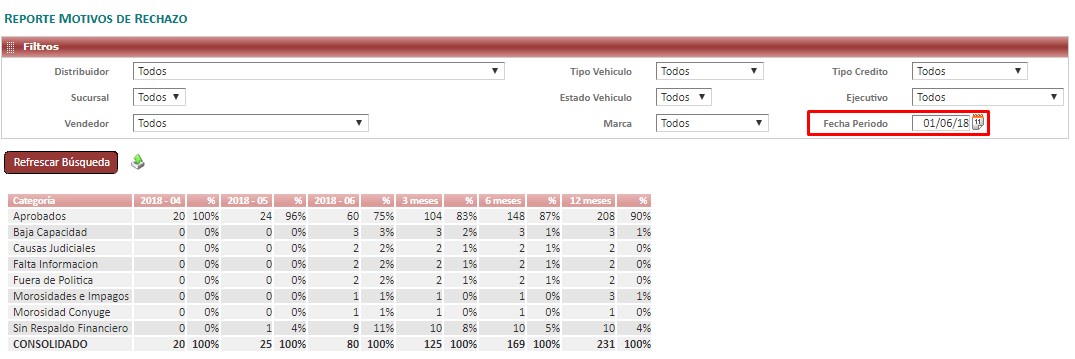 REPORTE MOTIVOS DE RECHAZO
Filtros
Distribuidor Todos Tipo Vehiculo Todos Tipo Credito Todos
Sucursal Todos Estado Vehiculo Todos Ejecutivo Todos
Vendedor Todos Marca Todos Fecha Periodo 01/06/18 11
Refrescar Búsqueda
Categoría 2018 - 04 % 2018 - 05 % 2018 - 06 % 3 meses % 6 meses % 12 meses %
Aprobados 20 100% 24 96% 60 75% 104 83% 148 87% 208 90%
Baja Capacidad 0 0% 0 0% 3 3% 3 2% 3 1% 3 1%
Causas Judiciales 0 0% 0 0% 2 2% 2 1% 2 1% 2 0%
Falta Informacion 0 0% 0 0% 2 2% 2 1% 2 1% 2 0%
Fuera de Politica 0 0% 0 0% 2 2% 2 1% 2 1% 2 0%
Morosidades e Impagos 0 0% 0 0% 1 1% 1 0% 1 0% 3 1%
Morosidad Conyuge 0 0% 0 0% 1 1% 1 0% 1 0% 1 0%
Sin Respaldo Financiero 0 0% 1 4% 9 11% 10 8% 10 5% 10 4%
CONSOLIDADO 20 100% 25 100% 80 100% 125 100% 169 100% 231 100%